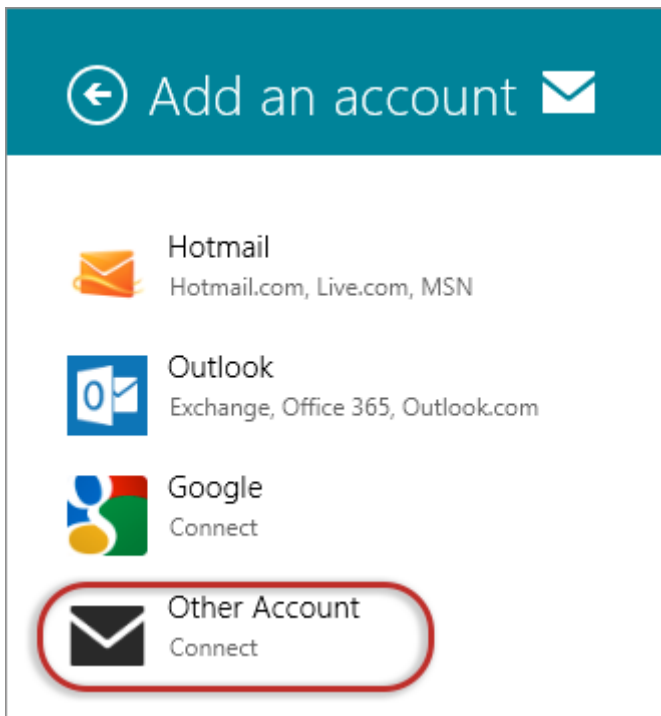 Add an account
Hotmail
Hotmail.com, Live.com, MSN
Outlook
Exchange, Office 365, Outlook.com
Google
Connect
Other Account
Connect